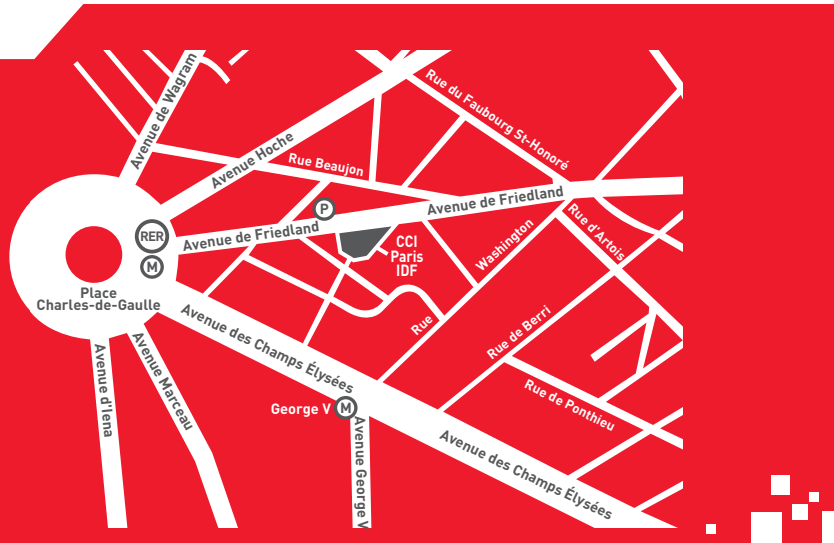 Avenue de Wagram
Avenue Hoche
Rue du Faubourg St-Honoré
Rue Beaujon
P
Avenue de Friedland
Avenue de Friedland
RER
M
CCI
Paris
IDF
Rue Washington
Rue d'Artois
Place
Charles-de-Gaulle
Avenue des Champs Élysées
Rue de Berri
Rue de Ponthieu
Avenue d'Iena
Avenue Marceau
George V M
Avenue George V
Avenue des Champs Élysées